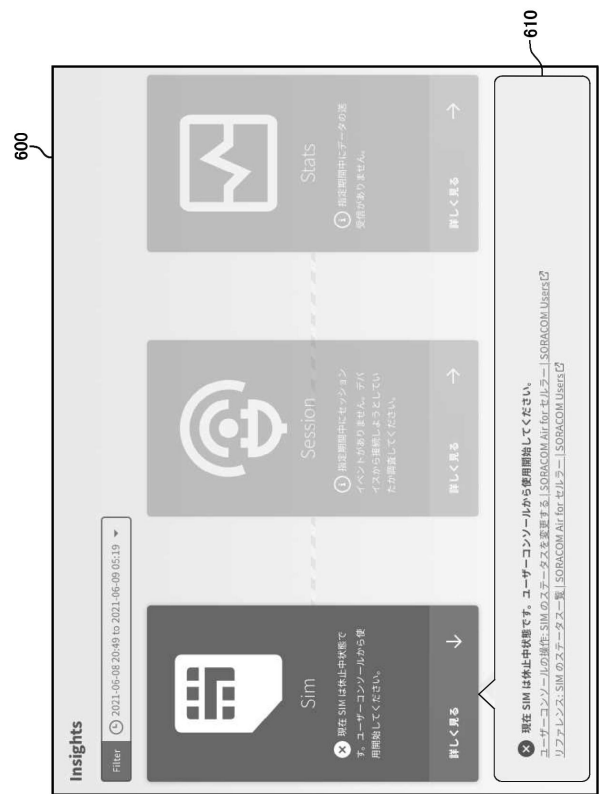 600
Insights
Filter 2021-06-08 20:49 to 2021-06-09 05:19
Sim
現在 SIM は休止中状態で
す。ユーザーコンソールから使
用開始してください。
詳しく見る
Session
指定期間中にセッション
イベントがありません。デバ
イスから接続しようとしてい
たか調査してください。
詳しく見る
Stats
指定期間中にデータの送
受信がありません。
詳しく見る
610
現在 SIM は休止中状態です。ユーザーコンソールから使用開始してください。
ユーザーコンソールの操作: SIM のステータスを変更する | SORACOM Air for セルラー | SORACOM Users
リファレンス: SIM のステータス一覧 | SORACOM Air for セルラー | SORACOM Users